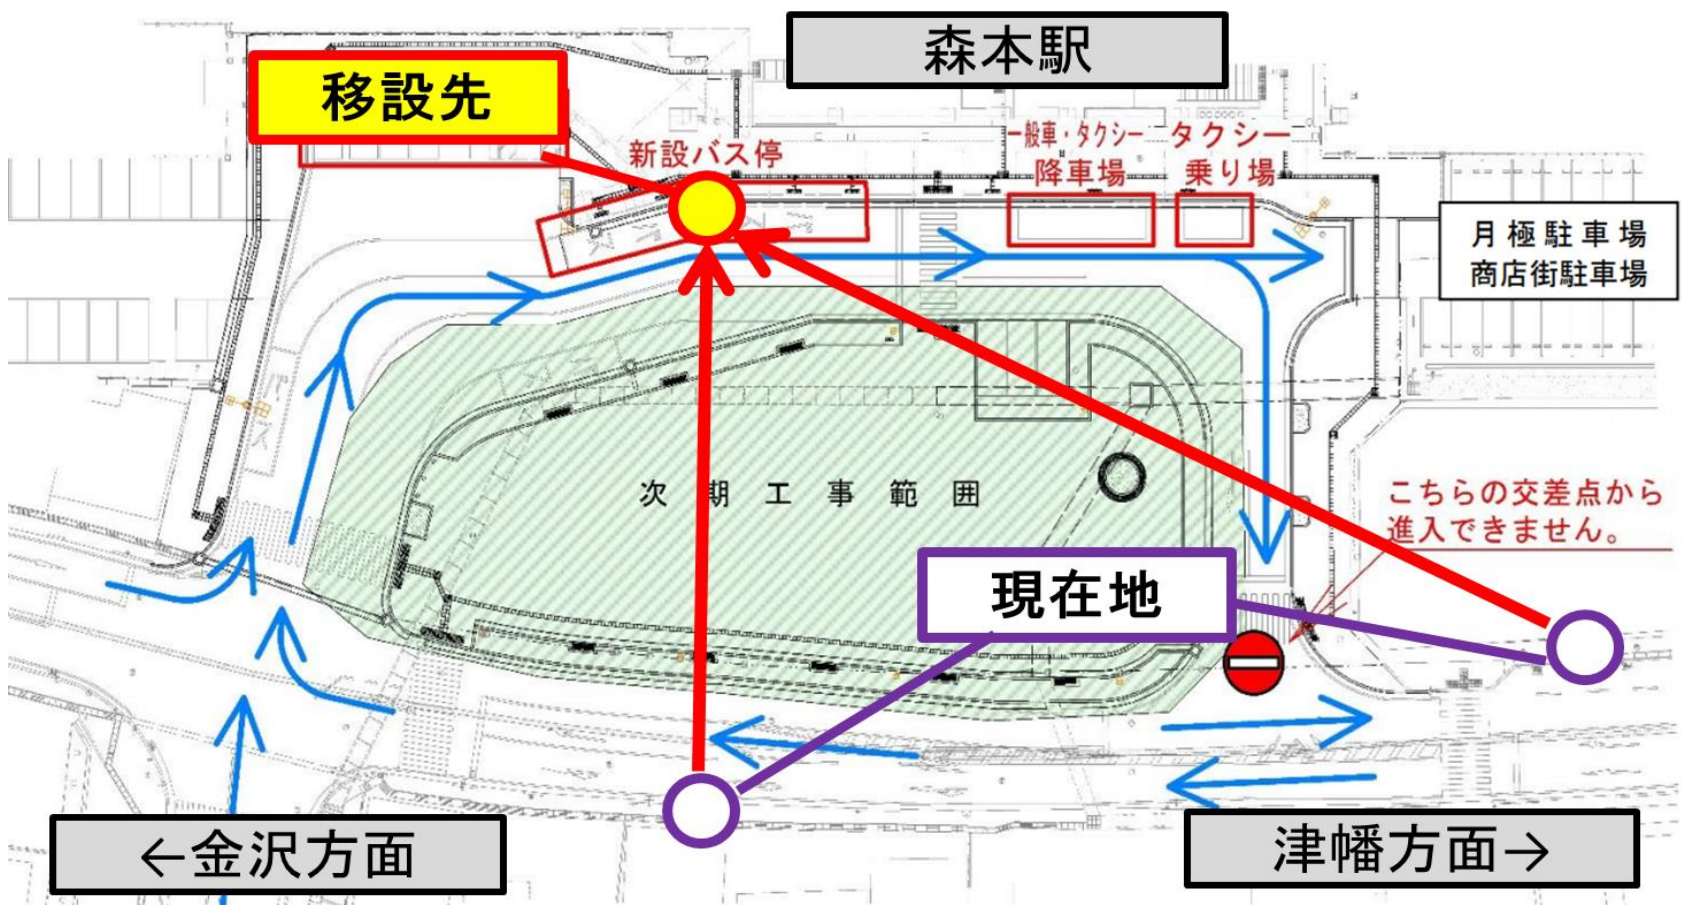 森本駅
移設先
新設バス停
一般車・タクシー
降車場
タクシー
乗り場
月極駐車場
商店街駐車場
次期工事範囲
こちらの交差点から
進入できません。
現在地
←金沢方面
津幡方面→